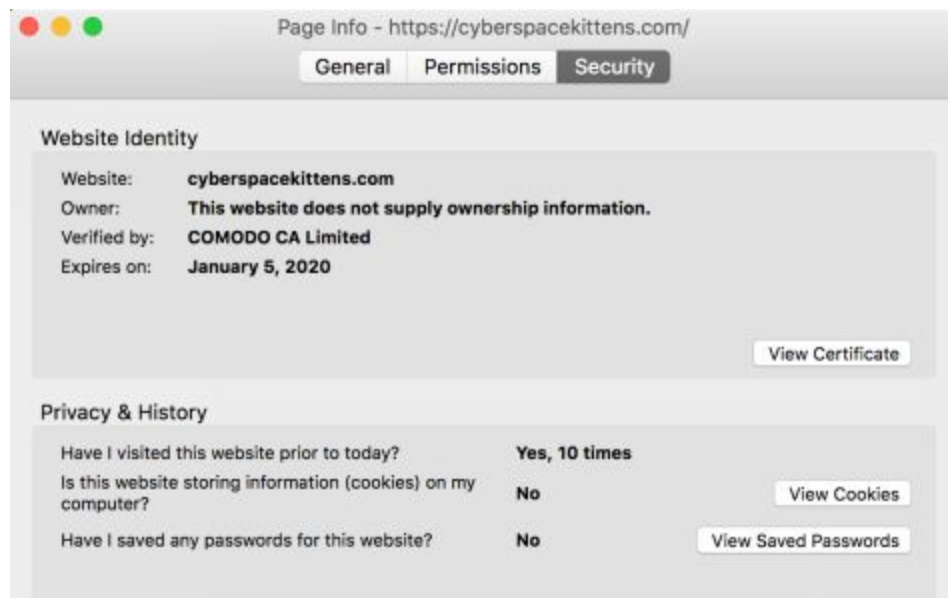 Page Info - https://cyberspacekittens.com/
General Permissions Security
Website Identity
Website: cyberspacekittens.com
Owner: This website does not supply ownership information.
Verified by: COMODO CA Limited
Expires on: January 5, 2020
View Certificate
Privacy & History
Have I visited this website prior to today? Yes, 10 times
Is this website storing information (cookies) on my
computer? No View Cookies
Have I saved any passwords for this website? No View Saved Passwords